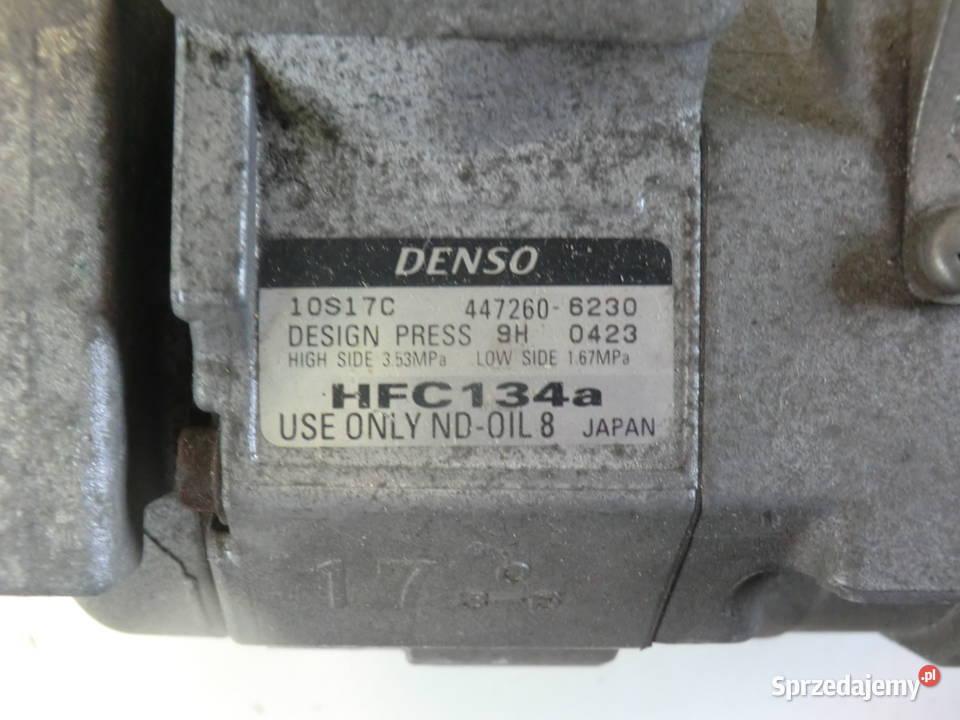 DENSO
10S17C 447260-6230
DESIGN PRESS 9H 0423
HIGH SIDE 3.53MPa LOW SIDE 1.67MPa
HFC134a
USE ONLY ND-OIL 8 JAPAN
17
Sprzedajemy.pl